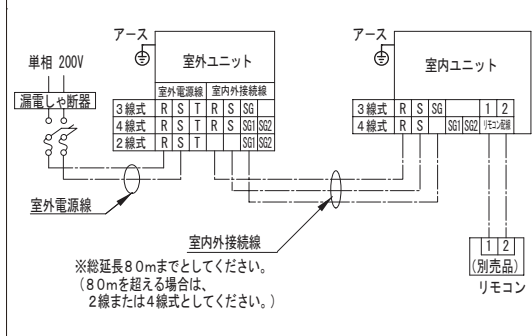 アース
室外ユニット
単相 200V
漏電しゃ断器
室外電源線 室内外接続線
3線式 R S T R S SG
4線式 R S T R S SG1 SG2
2線式 R S T SG1 SG2
アース
室内ユニット
3線式 R S SG 1 2
4線式 R S SG1 SG2 リモコン配線
室外電源線
室内外接続線
※総延長80mまでとしてください。
(80mを超える場合は、
2線または4線式としてください。)
1 2
(別売品)
リモコン